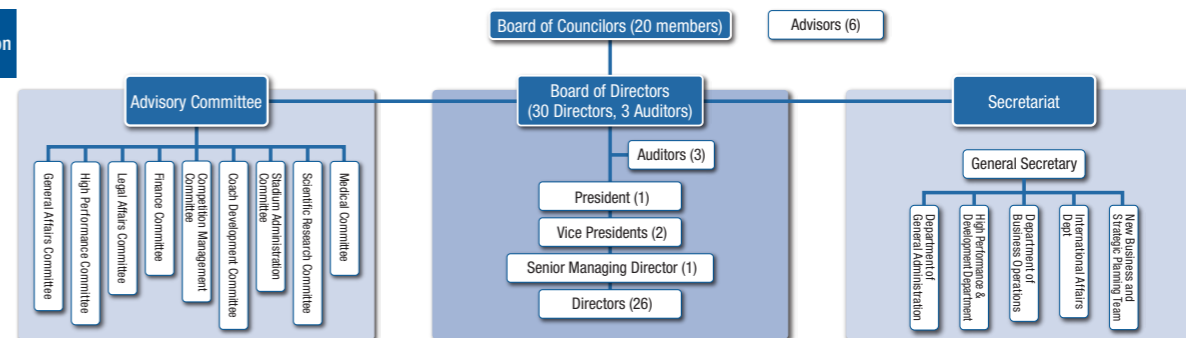 on
Board of Councilors (20 members)
Advisors (6)
Advisory Committee
Board of Directors
(30 Directors, 3 Auditors)
Secretariat
General Affairs Committee
High Performance Committee
Legal Affairs Committee
Finance Committee
Competition Management
Committee
Coach Development Committee
Stadium Administration
Committee
Scientific Research Committee
Medical Committee
Auditors (3)
President (1)
Vice Presidents (2)
Senior Managing Director (1)
Directors (26)
General Secretary
Department of
General Administration
High Performance &
Development Department
Department of
Business Operations
International Affairs
Dept
New Business and
Strategic Planning Team